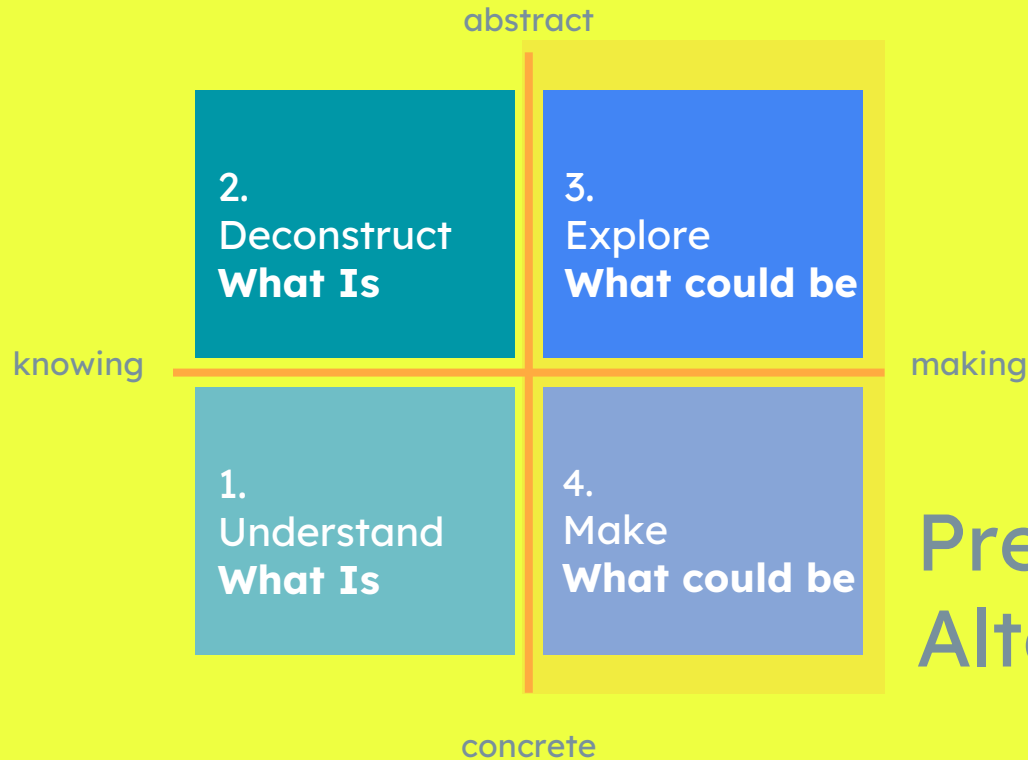 abstract
2.
Deconstruct
What Is
3.
Explore
What could be
knowing
making
1.
Understand
What Is
4.
Make
What could be
concrete